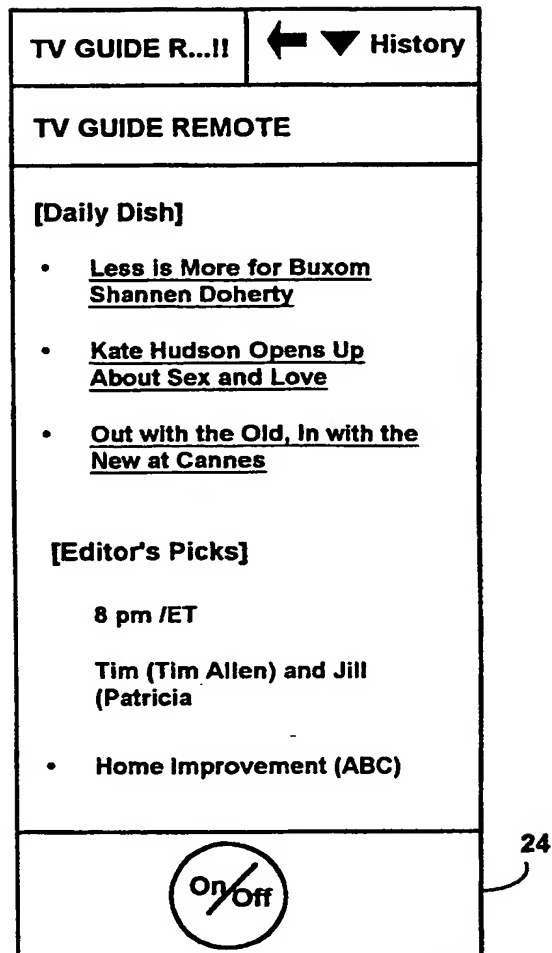 TV GUIDE R...!! History
TV GUIDE REMOTE
[Daily Dish]
• Less is More for Buxom
Shannen Doherty
• Kate Hudson Opens Up
About Sex and Love
• Out with the Old, In with the
New at Cannes
[Editor's Picks]
8 pm /ET
Tim (Tim Allen) and Jill
(Patricia
• Home Improvement (ABC)
24
On/Off